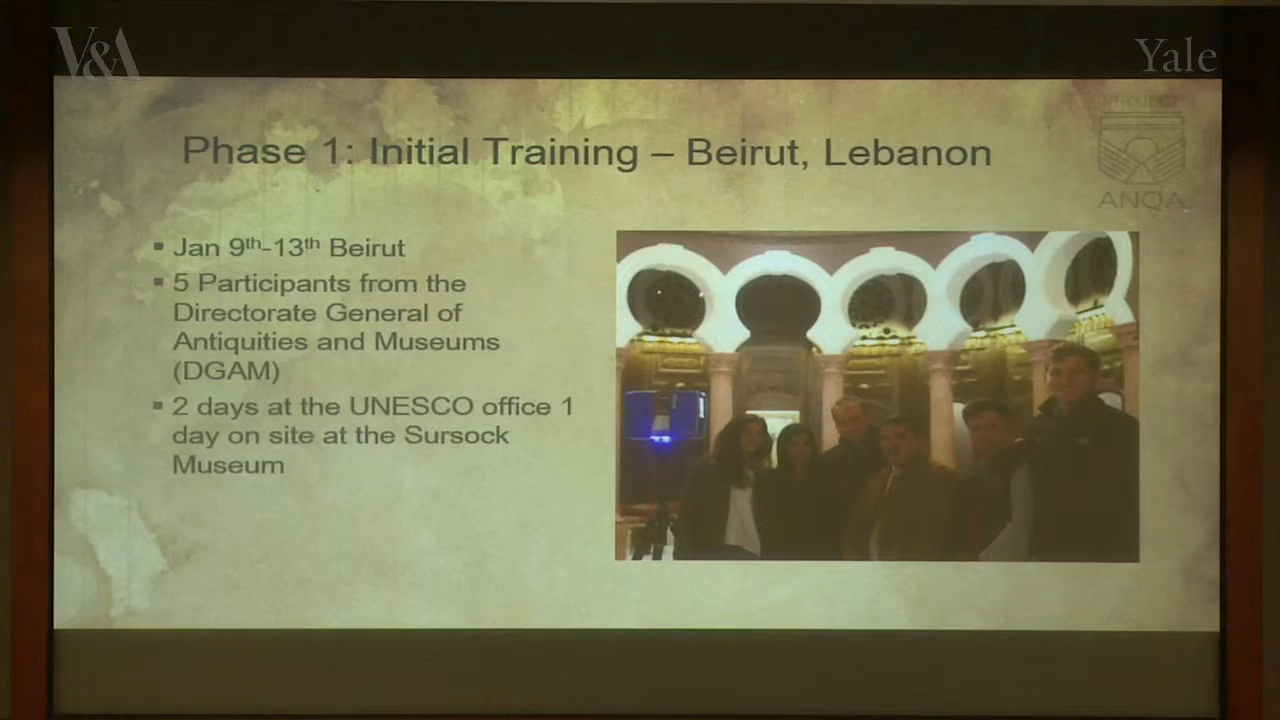 V&A
Yale
Phase 1: Initial Training – Beirut, Lebanon
ANQA
▪ Jan 9th-13th Beirut
▪ 5 Participants from the
Directorate General of
Antiquities and Museums
(DGAM)
▪ 2 days at the UNESCO office 1
day on site at the Sursock
Museum